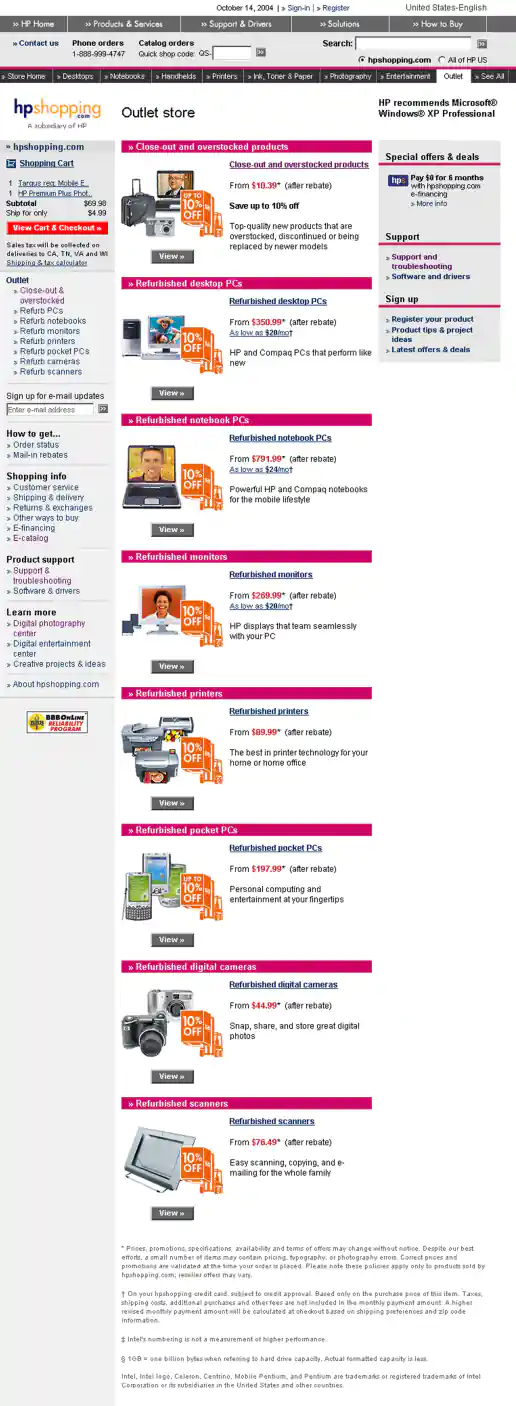 October 14, 2004 | » Sign-in | » Register
United States-English
» HP Home
» Products & Services
» Support & Drivers
» Solutions
» How to Buy
» Contact us
Phone orders
1-888-999-4747
Catalog orders
Quick shop code: QS-
Search:
hpshopping.com
All of HP US
» Store Home
» Desktops
» Notebooks
» Handhelds
» Printers
» Ink, Toner & Paper
» Photography
» Entertainment
Outlet
» See All
hpshopping
.com
A subsidiary of HP
Outlet store
HP recommends Microsoft®
Windows® XP Professional
» hpshopping.com
Shopping Cart
1 Targus req. Mobile E..
1 HP Premium Plus Phot..
Subtotal $69.98
Ship for only $4.99
View Cart & Checkout »
Sales tax will be collected on
deliveries to CA, TN, VA and WI
Shipping & tax calculator
Outlet
» Close-out &
overstocked
» Refurb PCs
» Refurb notebooks
» Refurb monitors
» Refurb printers
» Refurb pocket PCs
» Refurb cameras
» Refurb scanners
Sign up for e-mail updates
Enter e-mail address
How to get...
» Order status
» Mail-in rebates
Shopping info
» Customer service
» Shipping & delivery
» Returns & exchanges
» Other ways to buy
» E-financing
» E-catalog
Product support
» Support &
troubleshooting
» Software & drivers
Learn more
» Digital photography
center
» Digital entertainment
center
» Creative projects & ideas
» About hpshopping.com
BBB
BBBOnLine
RELIABILITY
PROGRAM
» Close-out and overstocked products
UP TO
10%
OFF
Close-out and overstocked products
From $10.39* (after rebate)
Save up to 10% off
Top-quality new products that are
overstocked, discontinued or being
replaced by newer models
View »
» Refurbished desktop PCs
10%
OFF
Refurbished desktop PCs
From $350.99* (after rebate)
As low as $20/mo†
HP and Compaq PCs that perform like
new
View »
» Refurbished notebook PCs
10%
OFF
Refurbished notebook PCs
From $791.99* (after rebate)
As low as $24/mo†
Powerful HP and Compaq notebooks
for the mobile lifestyle
View »
» Refurbished monitors
10%
OFF
Refurbished monitors
From $269.99* (after rebate)
As low as $20/mo†
HP displays that team seamlessly
with your PC
View »
» Refurbished printers
10%
OFF
Refurbished printers
From $89.99* (after rebate)
The best in printer technology for your
home or home office
View »
» Refurbished pocket PCs
UP TO
10%
OFF
Refurbished pocket PCs
From $197.99* (after rebate)
Personal computing and
entertainment at your fingertips
View »
» Refurbished digital cameras
10%
OFF
Refurbished digital cameras
From $44.99* (after rebate)
Snap, share, and store great digital
photos
View »
» Refurbished scanners
10%
OFF
Refurbished scanners
From $76.49* (after rebate)
Easy scanning, copying, and e-
mailing for the whole family
View »
Special offers & deals
hps
Pay $0 for 6 months
with hpshopping.com
e-financing
» More info
Support
» Support and
troubleshooting
» Software and drivers
Sign up
» Register your product
» Product tips & project
ideas
» Latest offers & deals
* Prices, promotions, specifications, availability and terms of offers may change without notice. Despite our best
efforts, a small number of items may contain pricing, typography, or photography errors. Correct prices and
promotions are validated at the time your order is placed. Please note these policies apply only to products sold by
hpshopping.com; reseller offers may vary.
† On your hpshopping credit card, subject to credit approval. Based only on the purchase price of this item. Taxes,
shipping costs, additional purchases and other fees are not included in the monthly payment amount. A higher
revised monthly payment amount will be calculated at checkout based on shipping preferences and zip code
information.
‡ Intel's numbering is not a measurement of higher performance.
§ 1GB = one billion bytes when referring to hard drive capacity. Actual formatted capacity is less.
Intel, Intel logo, Celeron, Centrino, Mobile Pentium, and Pentium are trademarks or registered trademarks of Intel
Corporation or its subsidiaries in the United States and other countries.